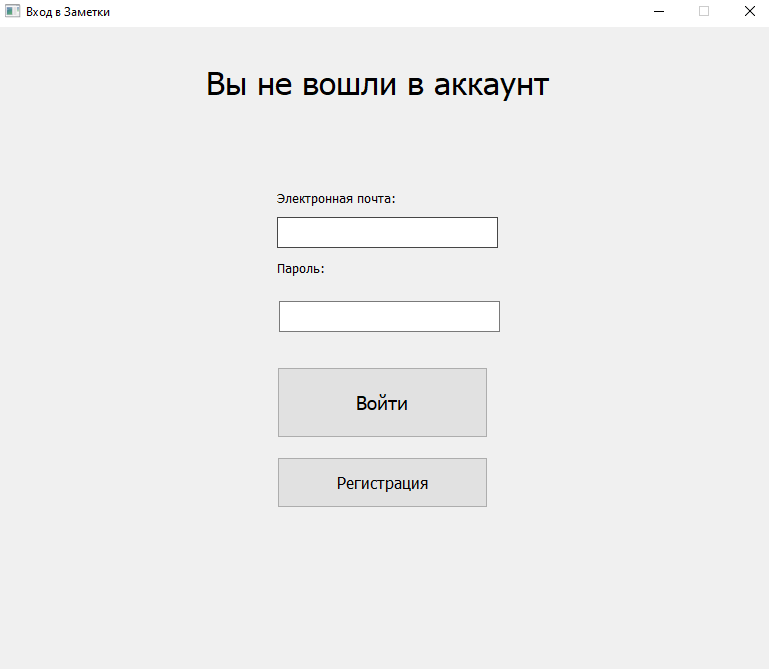 Вход в Заметки
Вы не вошли в аккаунт
Электронная почта:
Пароль:
Войти
Регистрация